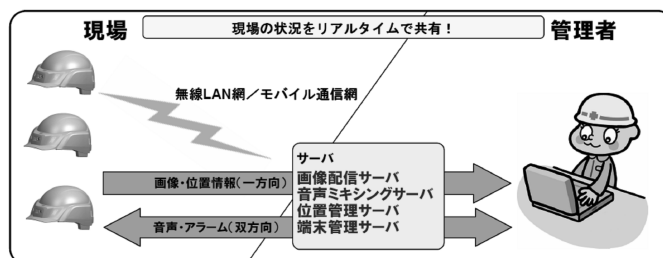 現場
現場の状況をリアルタイムで共有！
管理者
無線LAN網／モバイル通信網
サーバ
画像配信サーバ
音声ミキシングサーバ
位置管理サーバ
端末管理サーバ
画像・位置情報(一方向)
音声・アラーム(双方向)